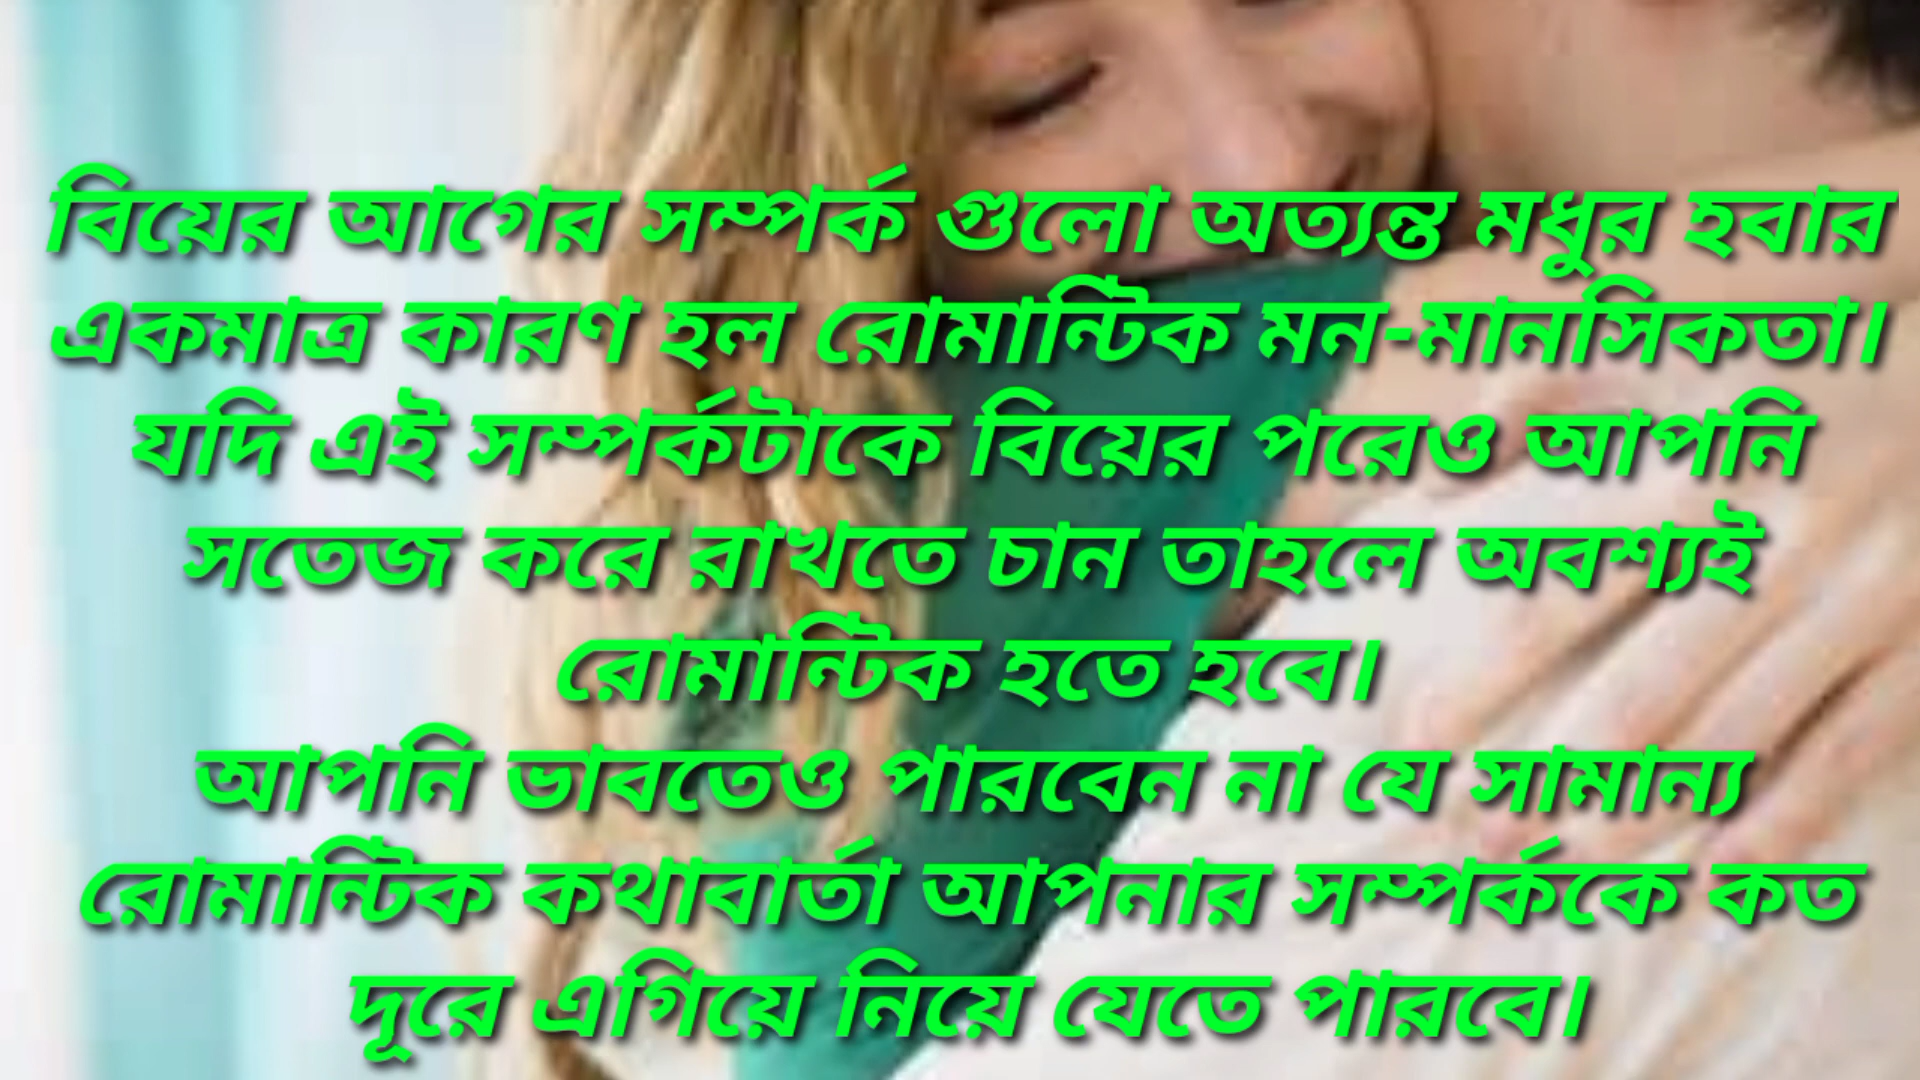 বিয়ের আগের সম্পর্ক গুলো অত্যন্ত মধুর হবার
একমাত্র কারণ হল রোমান্টিক মন-মানসিকতা।
যদি এই সম্পর্কটাকে বিয়ের পরেও আপনি
সতেজ করে রাখতে চান তাহলে অবশ্যই
রোমান্টিক হতে হবে।
আপনি ভাবতেও পারবেন না যে সামান্য
রোমান্টিক কথাবার্তা আপনার সম্পর্ককে কত
দূরে এগিয়ে নিয়ে যেতে পারবে।